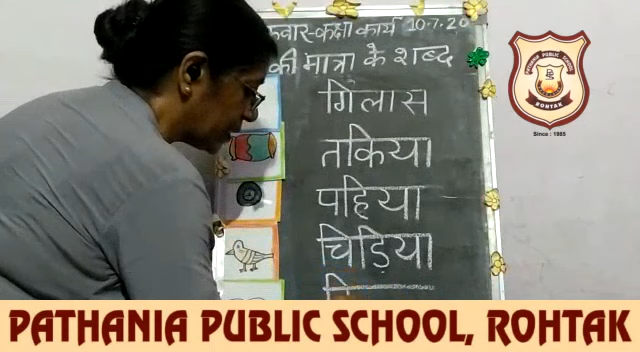 कक्षा कार्य 10.7.20
की मात्रा के शब्द
गिलास
तकिया
पहिया
चिड़िया
PATHANIA PUBLIC SCHOOL
ROHTAK
Since : 1985
PATHANIA PUBLIC SCHOOL, ROHTAK